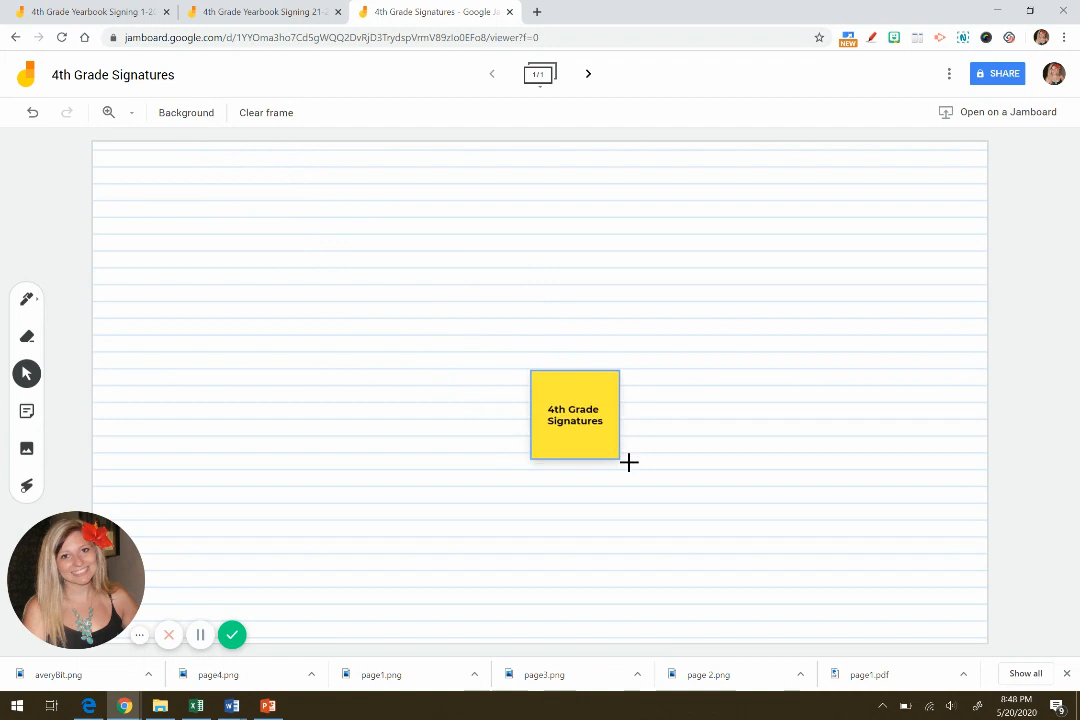 4th Grade Yearbook Signing 1-2
4th Grade Yearbook Signing 21-2
4th Grade Signatures - Google Ja
jamboard.google.com/d/1YYOma3ho7Cd5gWQQ2DvRjD3TrydspVrmV89zIo0EFo8/viewer?f=0
NEW
4th Grade Signatures
1/1
SHARE
Background
Clear frame
Open on a Jamboard
4th Grade
Signatures
averyBit.png
page4.png
page1.png
page3.png
page 2.png
page1.pdf
Show all
8:48 PM
5/20/2020
9